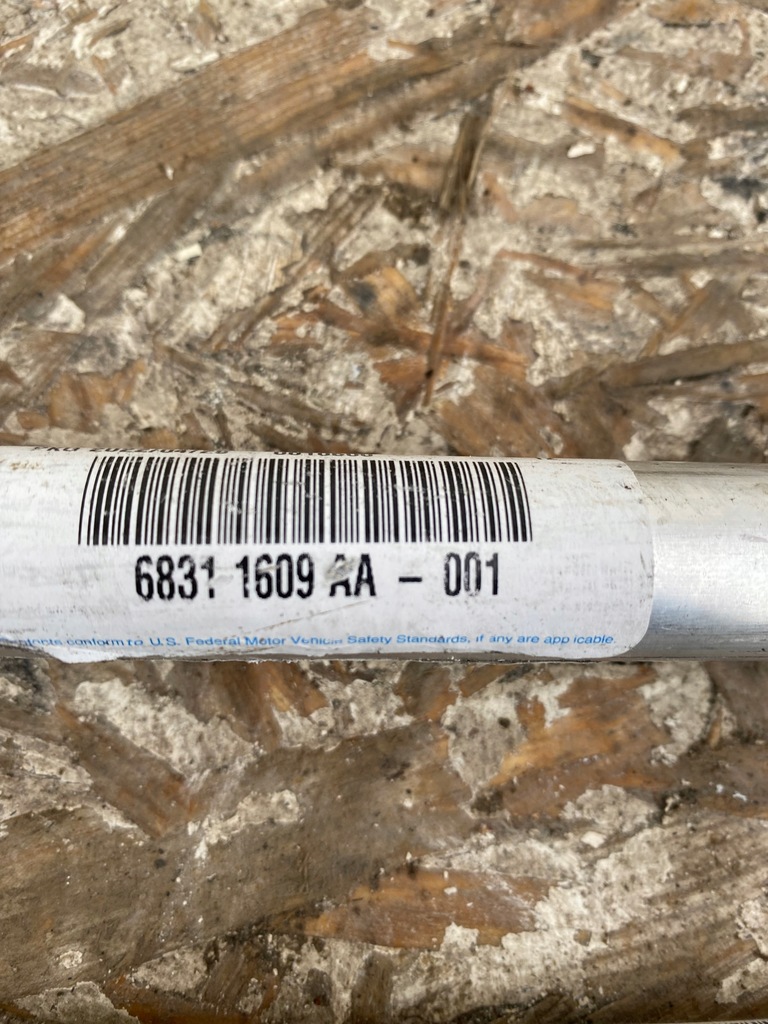 6831 1609 AA - 001
conform to U.S. Federal Motor Vehicle Safety Standards, if any are applicable.